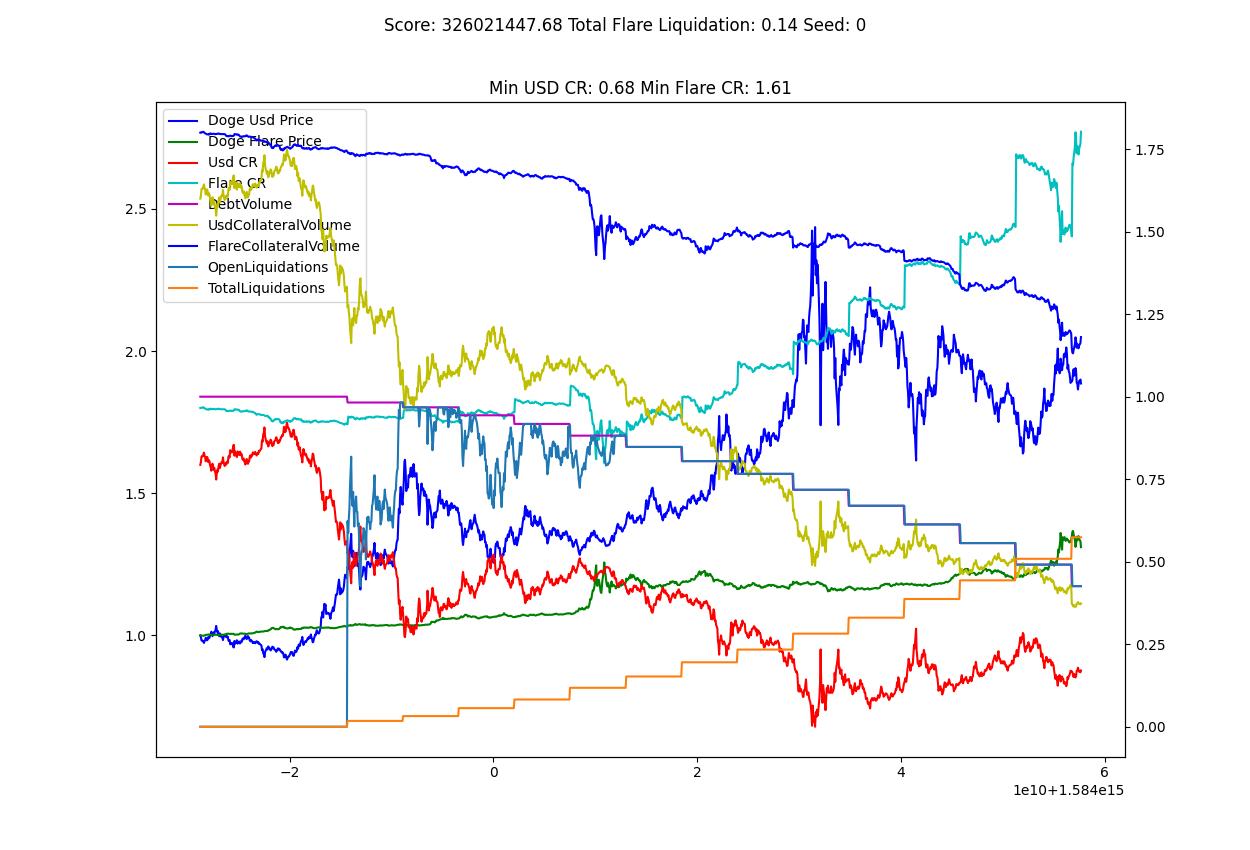 Score: 326021447.68 Total Flare Liquidation: 0.14 Seed: 0
Min USD CR: 0.68 Min Flare CR: 1.61
Doge Usd Price
Doge Flare Price
Usd CR
Flare CR
DebtVolume
UsdCollateralVolume
FlareCollateralVolume
OpenLiquidations
TotalLiquidations
2.5
2.0
1.5
1.0
1.75
1.50
1.25
1.00
0.75
0.50
0.25
0.00
−2
0
2
4
6
1e10+1.584e15